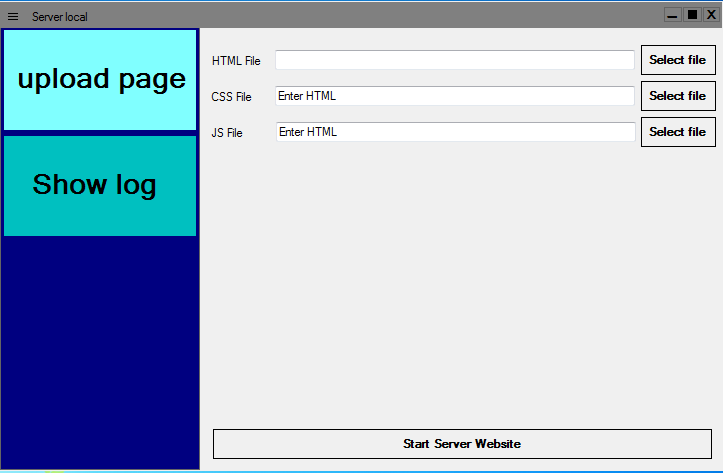 Server local
X
upload page
Show log
HTML File
Select file
CSS File
Enter HTML
Select file
JS File
Enter HTML
Select file
Start Server Website